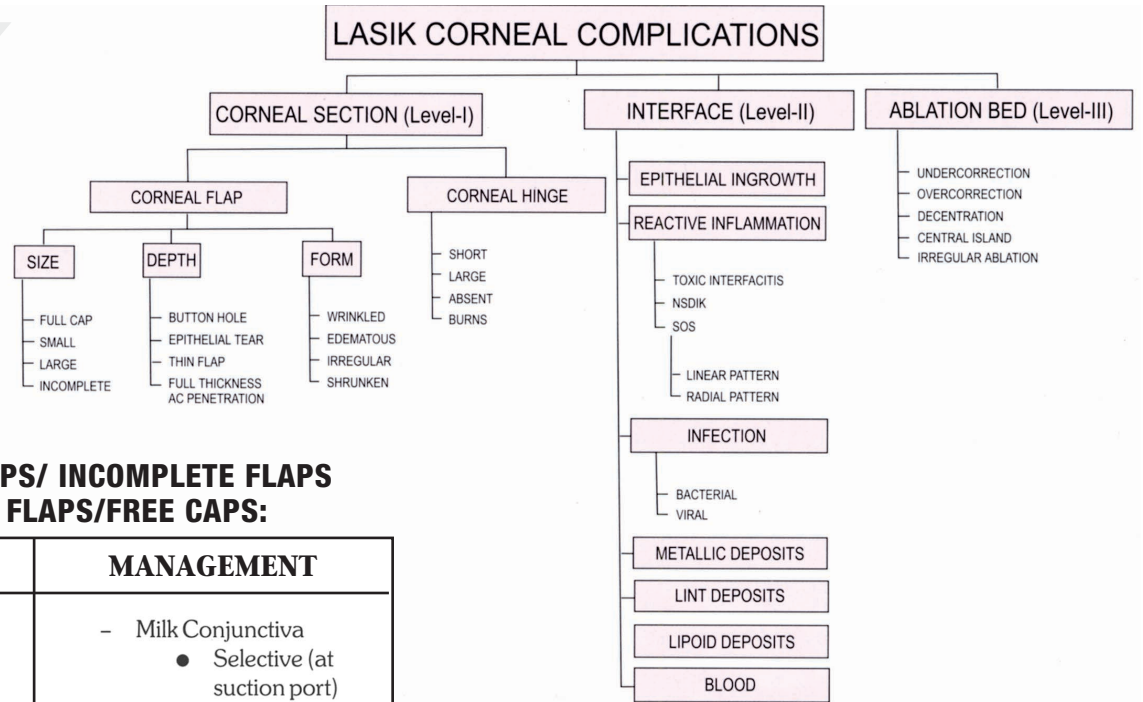 LASIK CORNEAL COMPLICATIONS
CORNEAL SECTION (Level-I)
CORNEAL FLAP
SIZE
FULL CAP
SMALL
LARGE
INCOMPLETE
DEPTH
BUTTON HOLE
EPITHELIAL TEAR
THIN FLAP
FULL THICKNESS
AC PENETRATION
FORM
WRINKLED
EDEMATOUS
IRREGULAR
SHRUNKEN
CORNEAL HINGE
SHORT
LARGE
ABSENT
BURNS
INTERFACE (Level-II)
EPITHELIAL INGROWTH
REACTIVE INFLAMMATION
TOXIC INTERFACITIS
NSDIK
SOS
LINEAR PATTERN
RADIAL PATTERN
INFECTION
BACTERIAL
VIRAL
METALLIC DEPOSITS
LINT DEPOSITS
LIPOID DEPOSITS
BLOOD
ABLATION BED (Level-III)
UNDERCORRECTION
OVERCORRECTION
DECENTRATION
CENTRAL ISLAND
IRREGULAR ABLATION
PS/ INCOMPLETE FLAPS
FLAPS/FREE CAPS:
MANAGEMENT
– Milk Conjunctiva
● Selective (at
suction port)